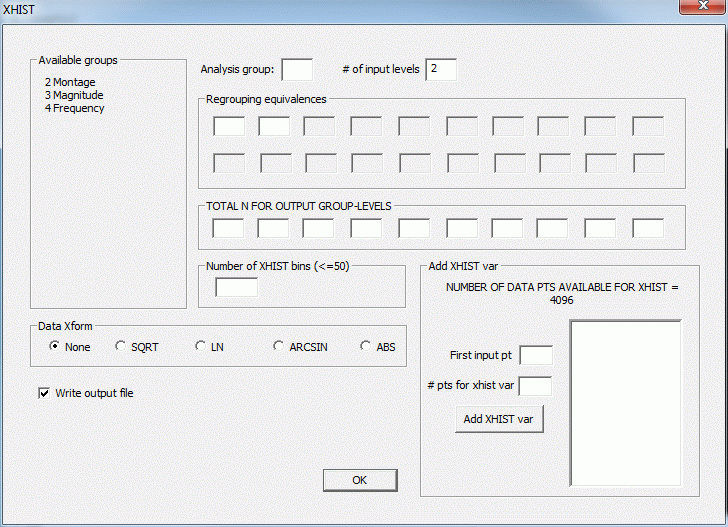 XHIST
Available groups
2 Montage
3 Magnitude
4 Frequency
Analysis group:
# of input levels 2
Regrouping equivalences
TOTAL N FOR OUTPUT GROUP-LEVELS
Number of XHIST bins (<=50)
Data Xform
None SQRT LN ARCSIN ABS
Write output file
Add XHIST var
NUMBER OF DATA PTS AVAILABLE FOR XHIST =
4096
First input pt
# pts for xhist var
Add XHIST var
OK